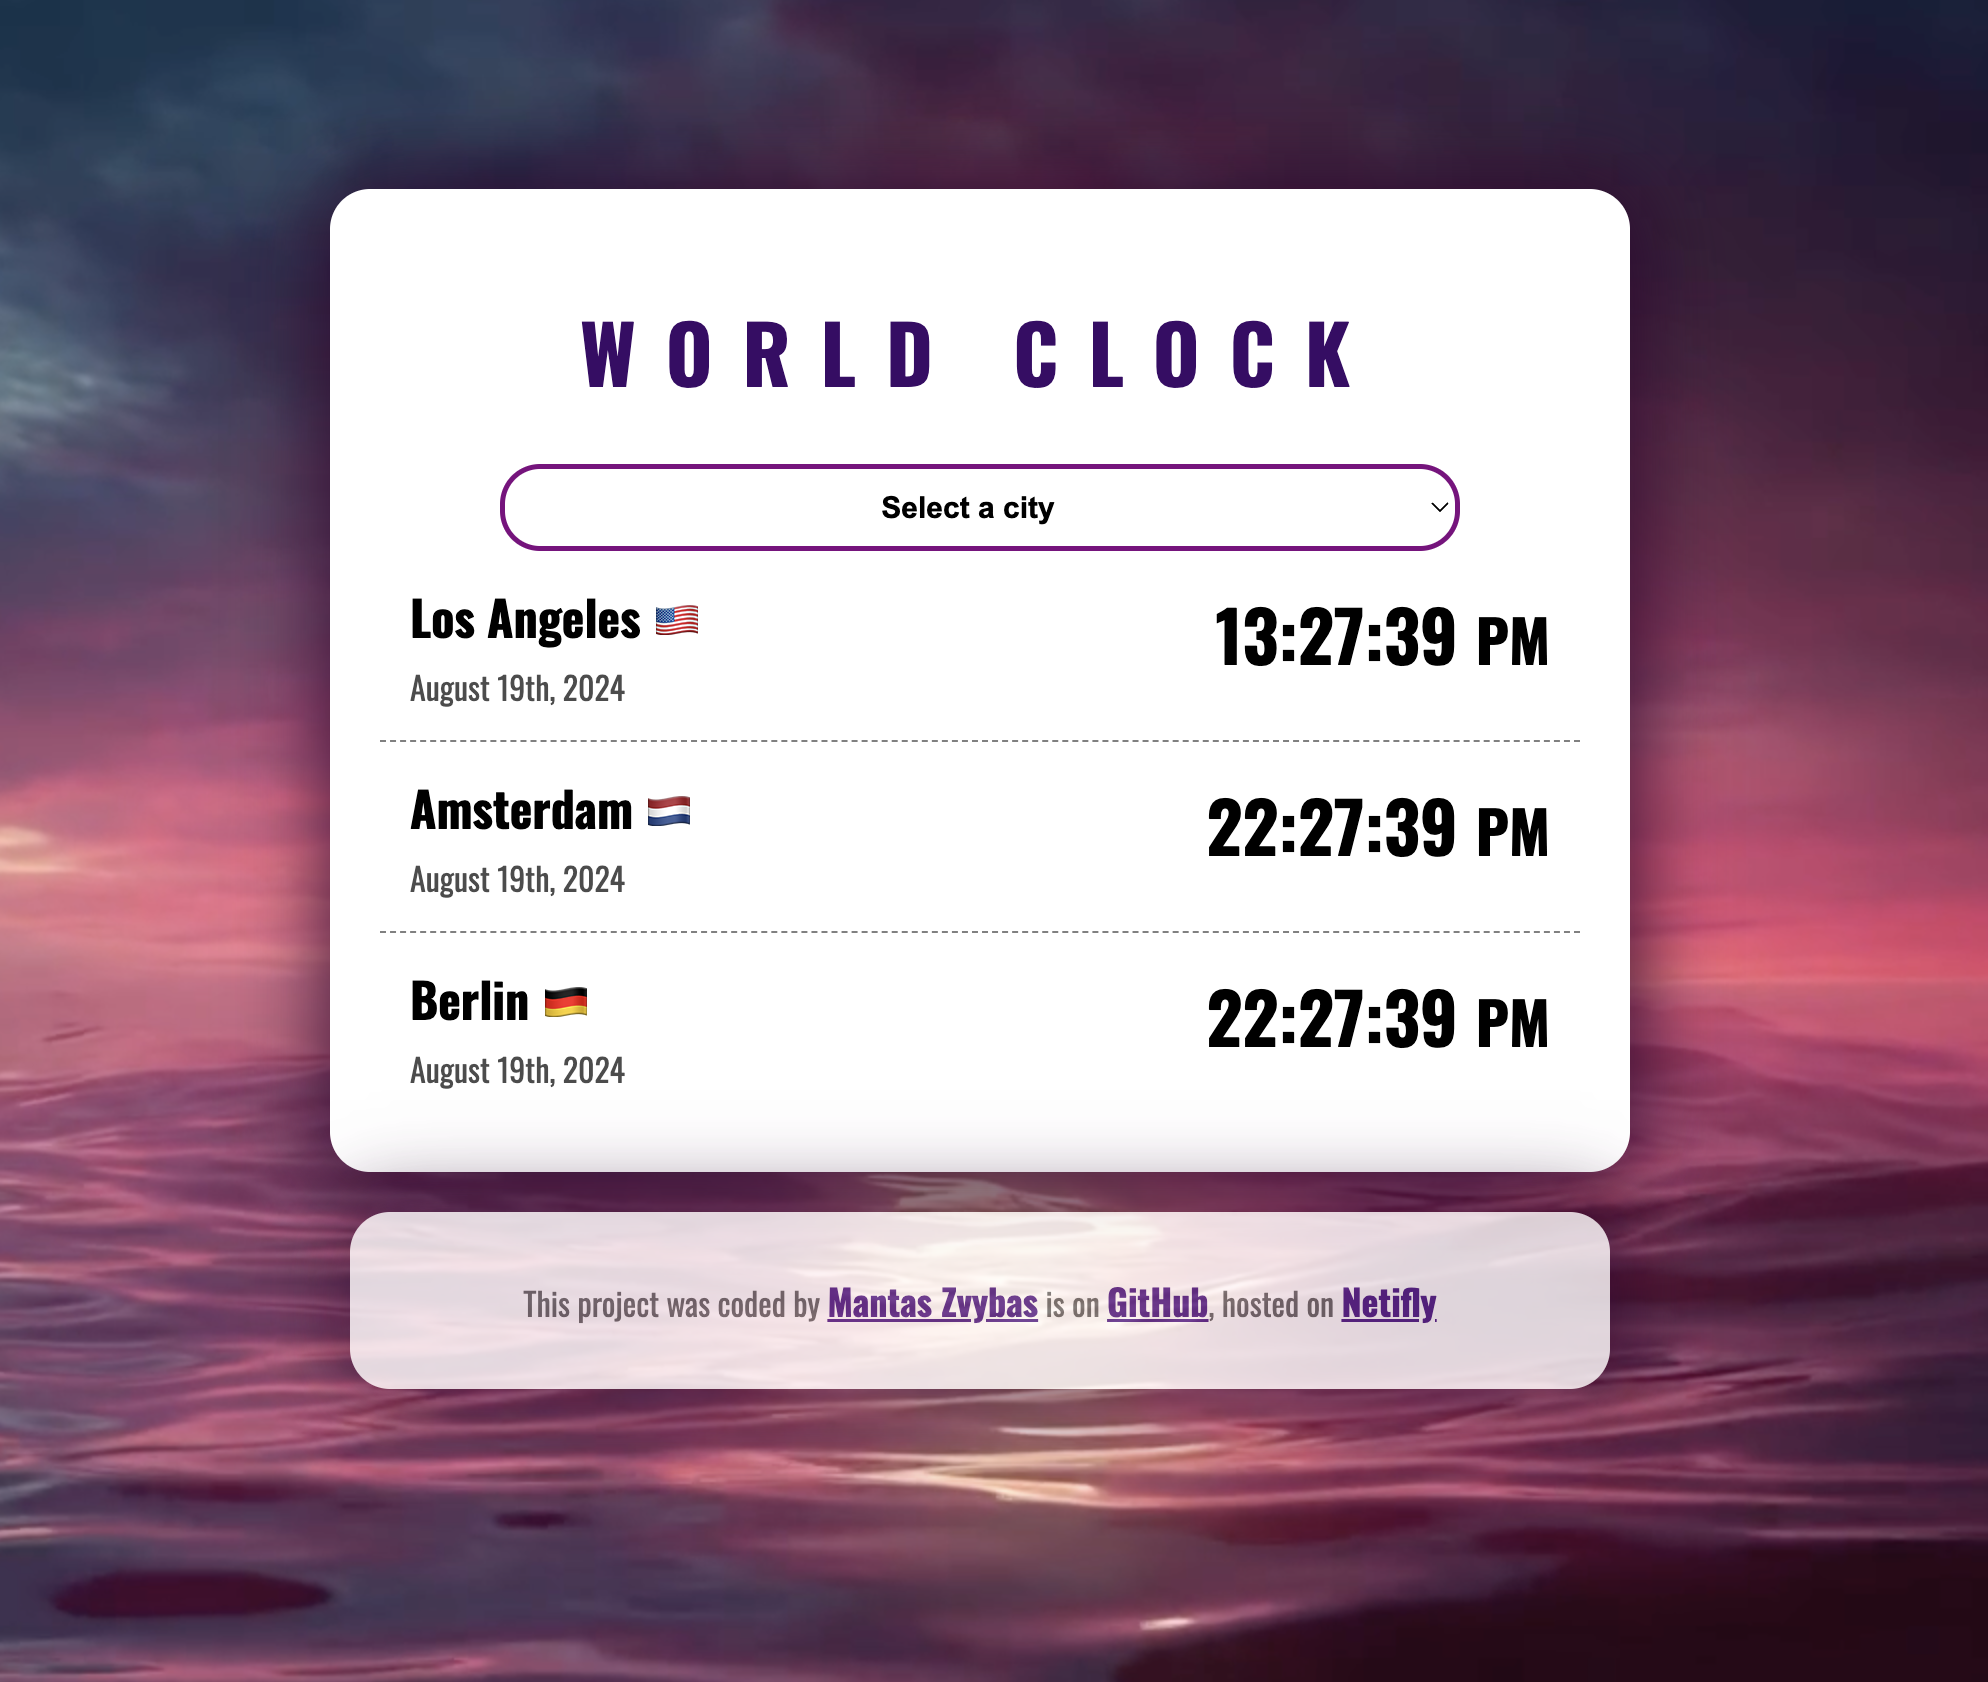 WORLD CLOCK
Select a city
Los Angeles 🇺🇸
13:27:39 PM
August 19th, 2024
Amsterdam 🇳🇱
22:27:39 PM
August 19th, 2024
Berlin 🇩🇪
22:27:39 PM
August 19th, 2024
This project was coded by Mantas Zvybas is on GitHub, hosted on Netifly.